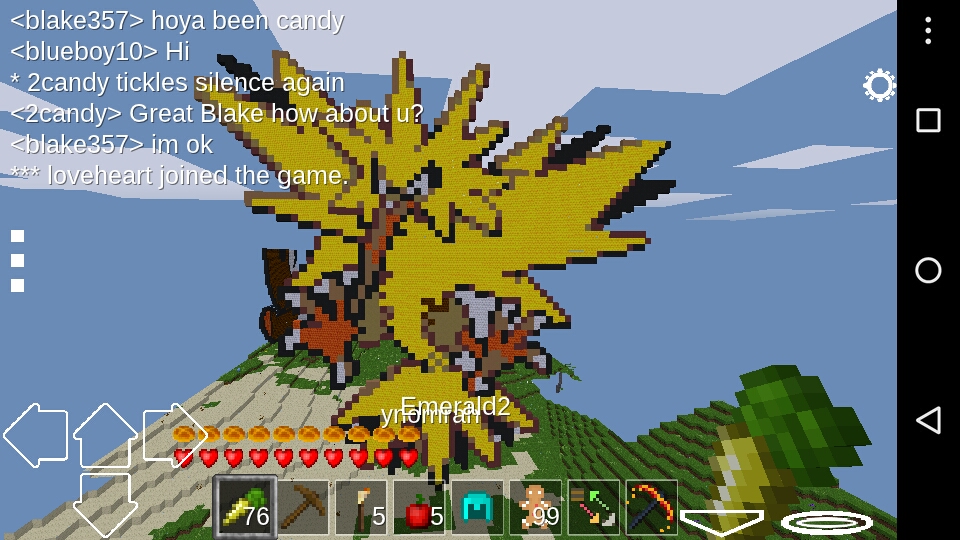 <blake357> hoya been candy
<blueboy10> Hi
* 2candy tickles silence again
<2candy> Great Blake how about u?
<blake357> im ok
*** loveheart joined the game.
Emerald2
76
5
5
99